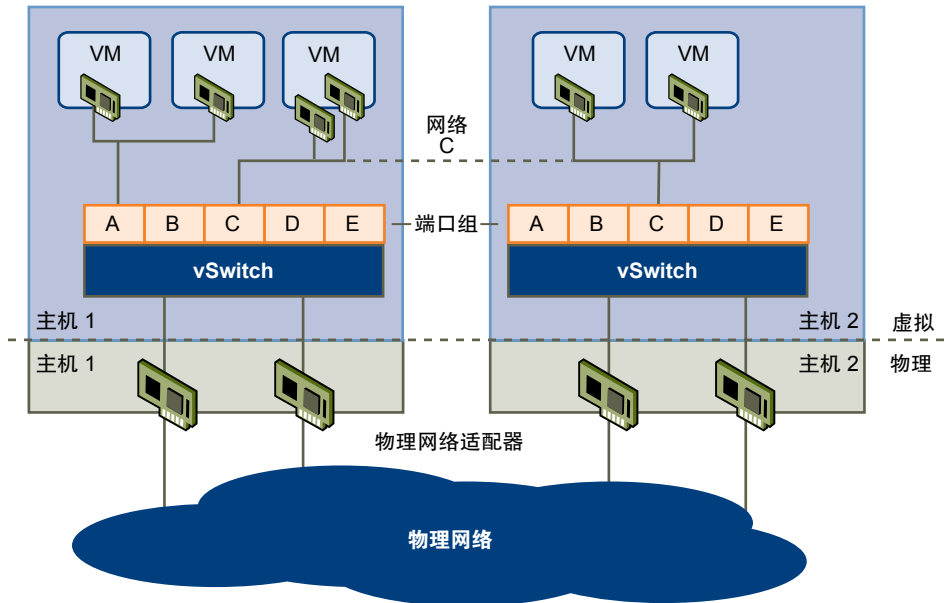 VM
VM
VM
VM
VM
网络
C
A B C D E
端口组
A B C D E
vSwitch
vSwitch
主机 1
主机 2
虚拟
主机 1
主机 2
物理
物理网络适配器
物理网络